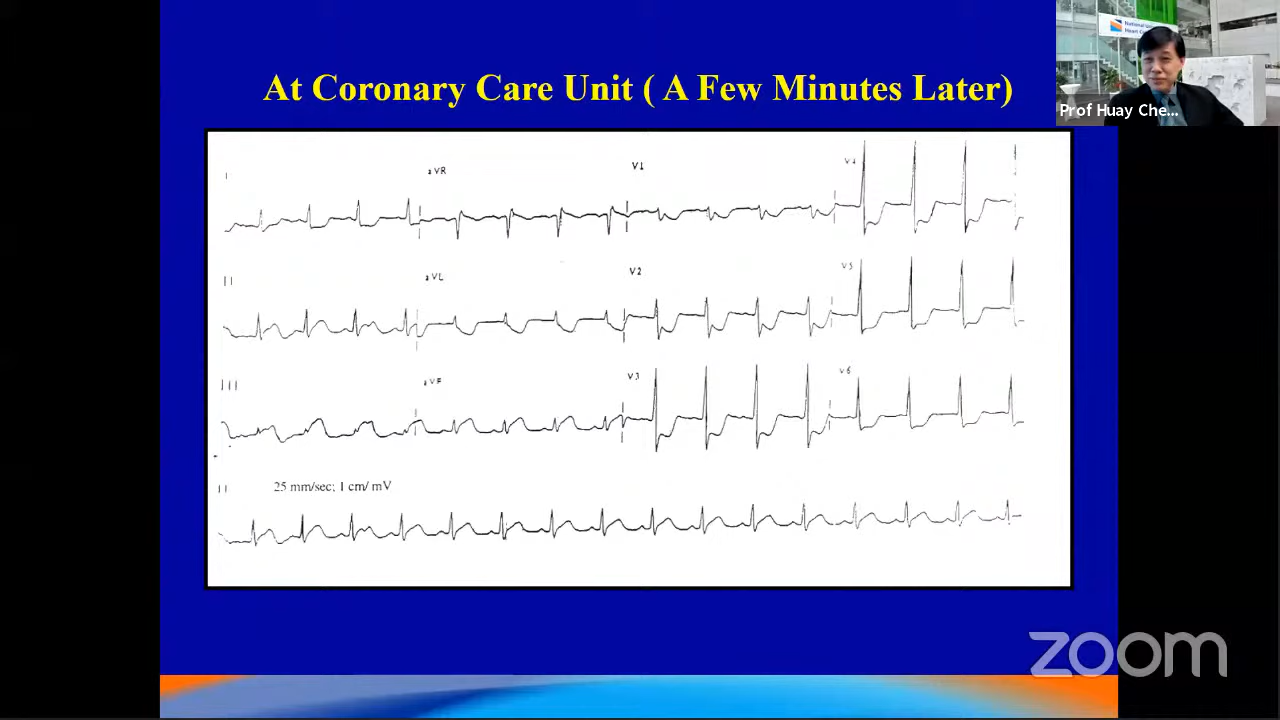 At Coronary Care Unit ( A Few Minutes Later)
Prof Huay Che...
I
aVR
V1
V4
II
aVL
V2
V5
III
aVF
V3
V6
II
25 mm/sec; 1 cm/ mV
zoom